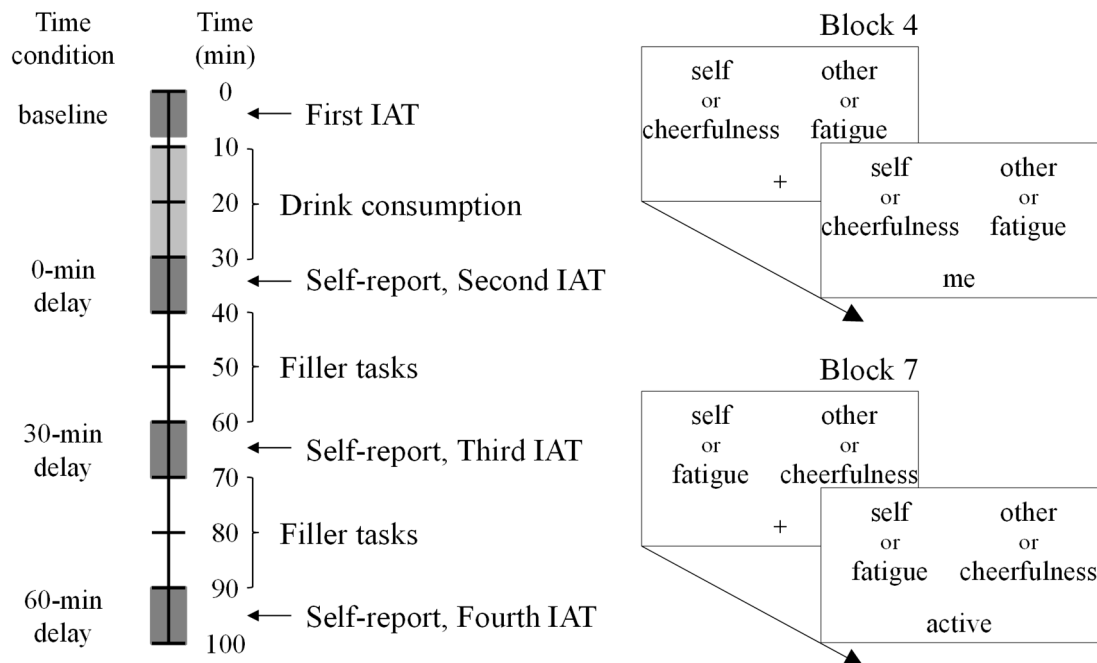 Time
condition
Time
(min)
baseline
0
First IAT
10
20
Drink consumption
30
0-min
delay
Self-report, Second IAT
40
50
Filler tasks
60
30-min
delay
Self-report, Third IAT
70
80
Filler tasks
90
60-min
delay
Self-report, Fourth IAT
100
Block 4
self other
or or
cheerfulness fatigue
+
self other
or or
cheerfulness fatigue
me
Block 7
self other
or or
fatigue cheerfulness
+
self other
or or
fatigue cheerfulness
active